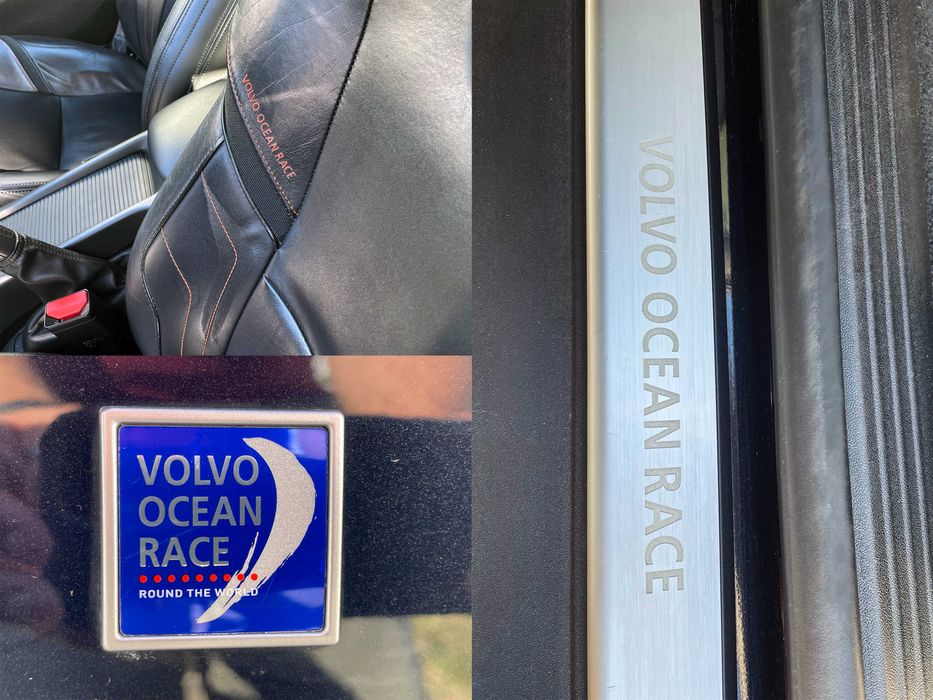 VOLVO OCEAN RACE
VOLVO
OCEAN
RACE
ROUND THE WORLD
VOLVO OCEAN RACE